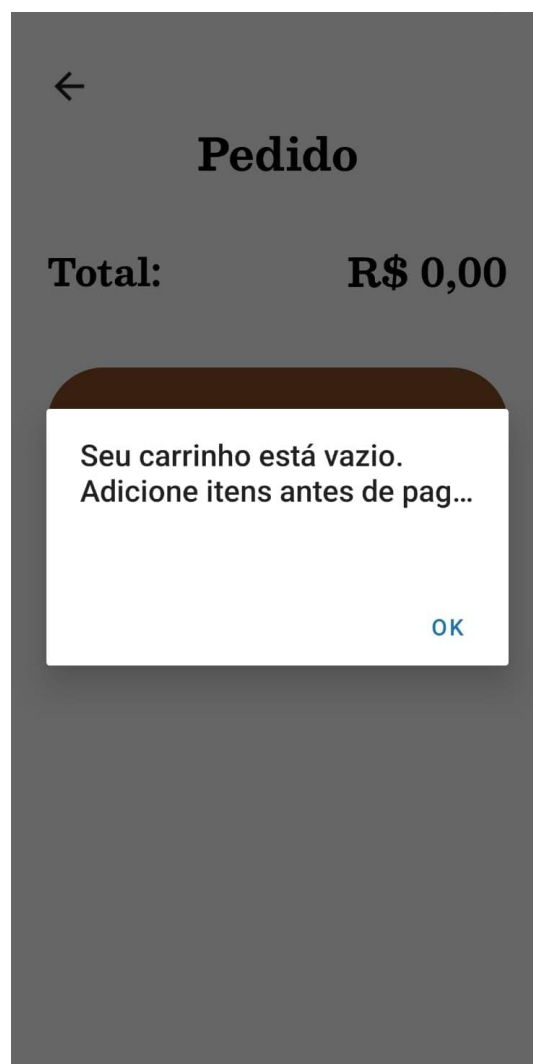 Pedido
Total: R$ 0,00
Seu carrinho está vazio.
Adicione itens antes de pag...
OK